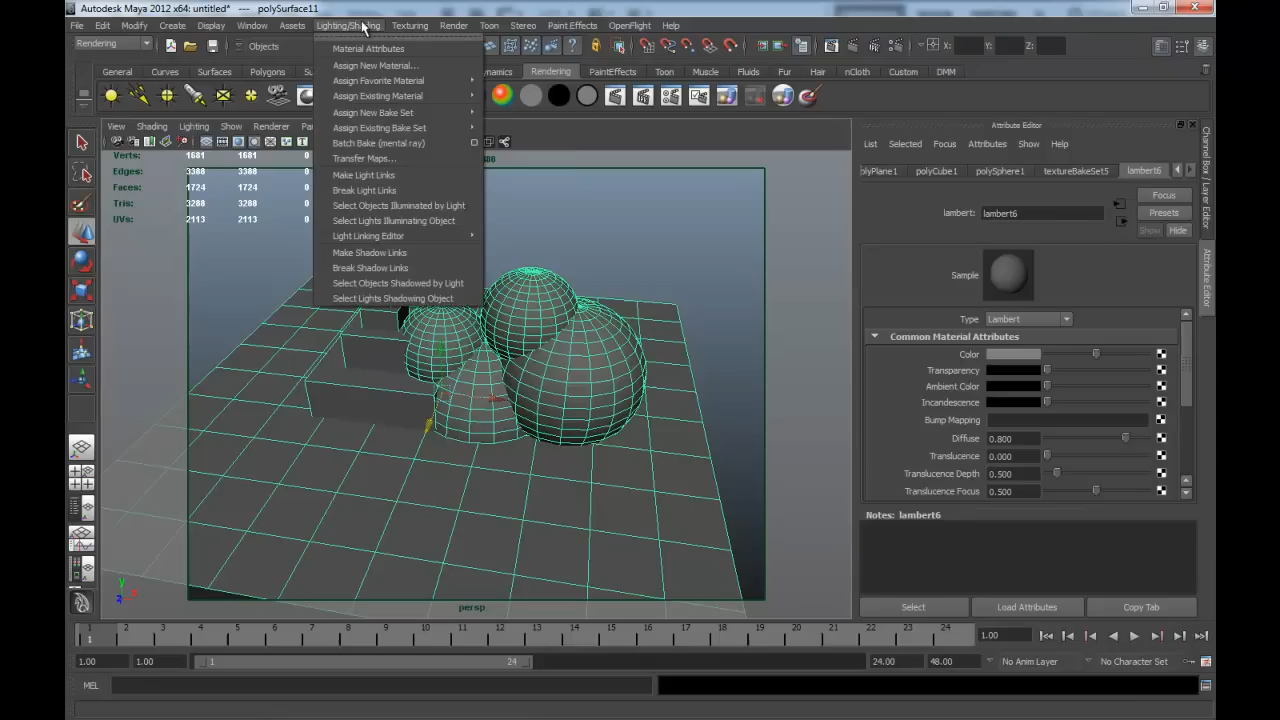 Autodesk Maya 2012 x64: untitled* --- polySurface11
File Edit Modify Create Display Window Assets Lighting/Shading Texturing Render Toon Stereo Paint Effects OpenFlight Help
Rendering Objects X: Y: Z:
General Curves Surfaces Polygons Su ynamics Rendering PaintEffects Toon Muscle Fluids Fur Hair nCloth Custom DMM
Material Attributes
Assign New Material...
Assign Favorite Material
Assign Existing Material
Assign New Bake Set
Assign Existing Bake Set
Batch Bake (mental ray)
Transfer Maps...
Make Light Links
Break Light Links
Select Objects Illuminated by Light
Select Lights Illuminating Object
Light Linking Editor
Make Shadow Links
Break Shadow Links
Select Objects Shadowed by Light
Select Lights Shadowing Object
View Shading Lighting Show Renderer Pa
Verts: 1681 1681 0
Edges: 3388 3388 0
Faces: 1724 1724 0
Tris: 3288 3288 0
UVs: 2113 2113 0
y
z
persp
Attribute Editor
List Selected Focus Attributes Show Help
olyPlane1 polyCube1 polySphere1 textureBakeSet5 lambert6
lambert: lambert6
Focus
Presets
Show Hide
Sample
Type Lambert
Common Material Attributes
Color
Transparency
Ambient Color
Incandescence
Bump Mapping
Diffuse 0.800
Translucence 0.000
Translucence Depth 0.500
Translucence Focus 0.500
Notes: lambert6
Select Load Attributes Copy Tab
Channel Box / Layer Editor
Attribute Editor
1 2 3 4 5 6 7 8 9 10 11 12 13 14 15 16 17 18 19 20 21 22 23 24
1
1.00
1.00 1.00 1 24 24.00 48.00 No Anim Layer No Character Set
MEL